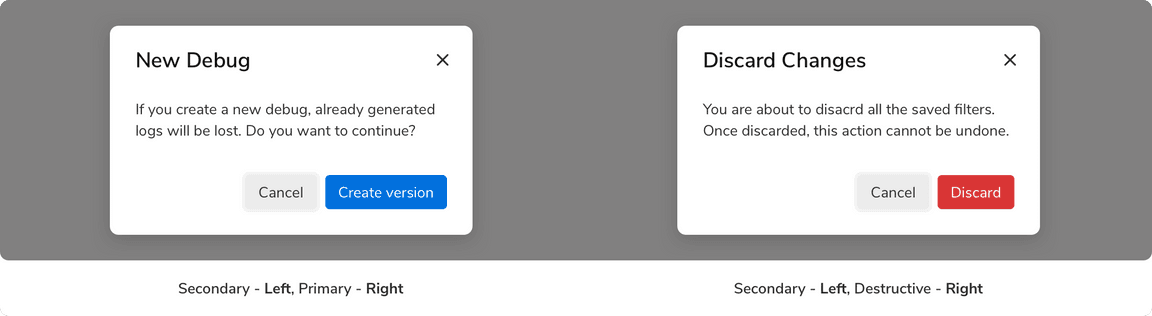 New Debug
If you create a new debug, already generated
logs will be lost. Do you want to continue?
Cancel
Create version
Secondary - Left, Primary - Right
Discard Changes
You are about to disacrd all the saved filters.
Once discarded, this action cannot be undone.
Cancel
Discard
Secondary - Left, Destructive - Right